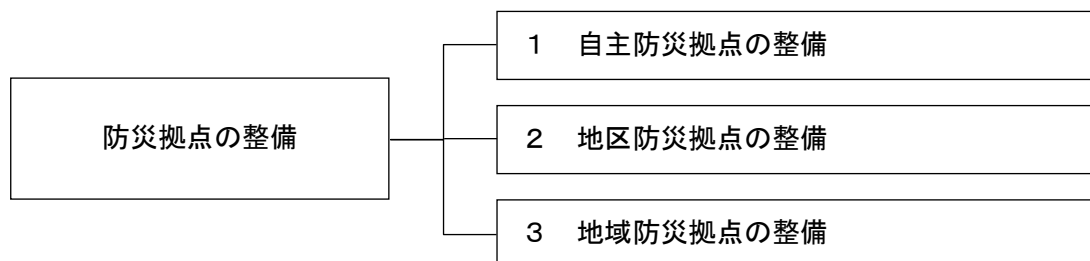 防災拠点の整備
１　自主防災拠点の整備
２　地区防災拠点の整備
３　地域防災拠点の整備